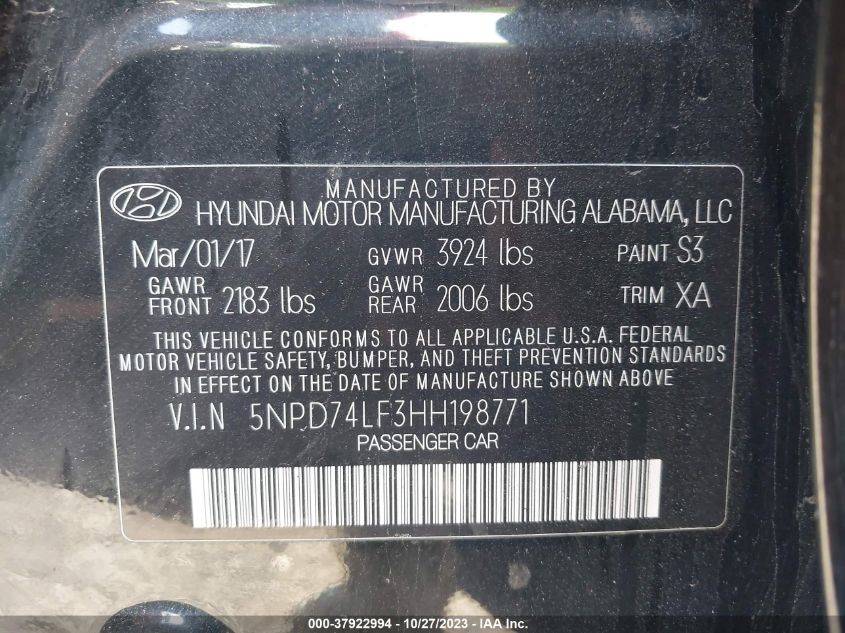 MANUFACTURED BY
HYUNDAI MOTOR MANUFACTURING ALABAMA, LLC
Mar/01/17 GVWR 3924 lbs PAINT S3
GAWR FRONT 2183 lbs GAWR REAR 2006 lbs TRIM XA
THIS VEHICLE CONFORMS TO ALL APPLICABLE U.S.A. FEDERAL
MOTOR VEHICLE SAFETY, BUMPER, AND THEFT PREVENTION STANDARDS
IN EFFECT ON THE DATE OF MANUFACTURE SHOWN ABOVE
V.I.N 5NPD74LF3HH198771
PASSENGER CAR
000-37922994 - 10/27/2023 - IAA Inc.